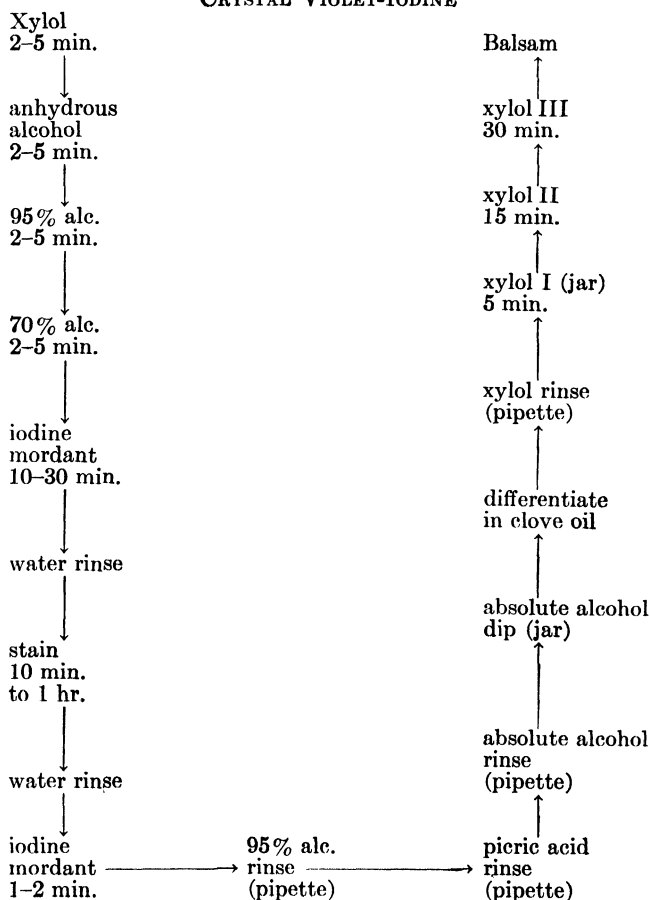 CRYSTAL VIOLET-IODINE
Xylol
2–5 min.
anhydrous
alcohol
2–5 min.
95% alc.
2–5 min.
70% alc.
2–5 min.
iodine
mordant
10–30 min.
water rinse
stain
10 min.
to 1 hr.
water rinse
iodine
mordant
1–2 min.
95% alc.
rinse
(pipette)
picric acid
rinse
(pipette)
absolute alcohol
rinse
(pipette)
absolute alcohol
dip (jar)
differentiate
in clove oil
xylol rinse
(pipette)
xylol I (jar)
5 min.
xylol II
15 min.
xylol III
30 min.
Balsam